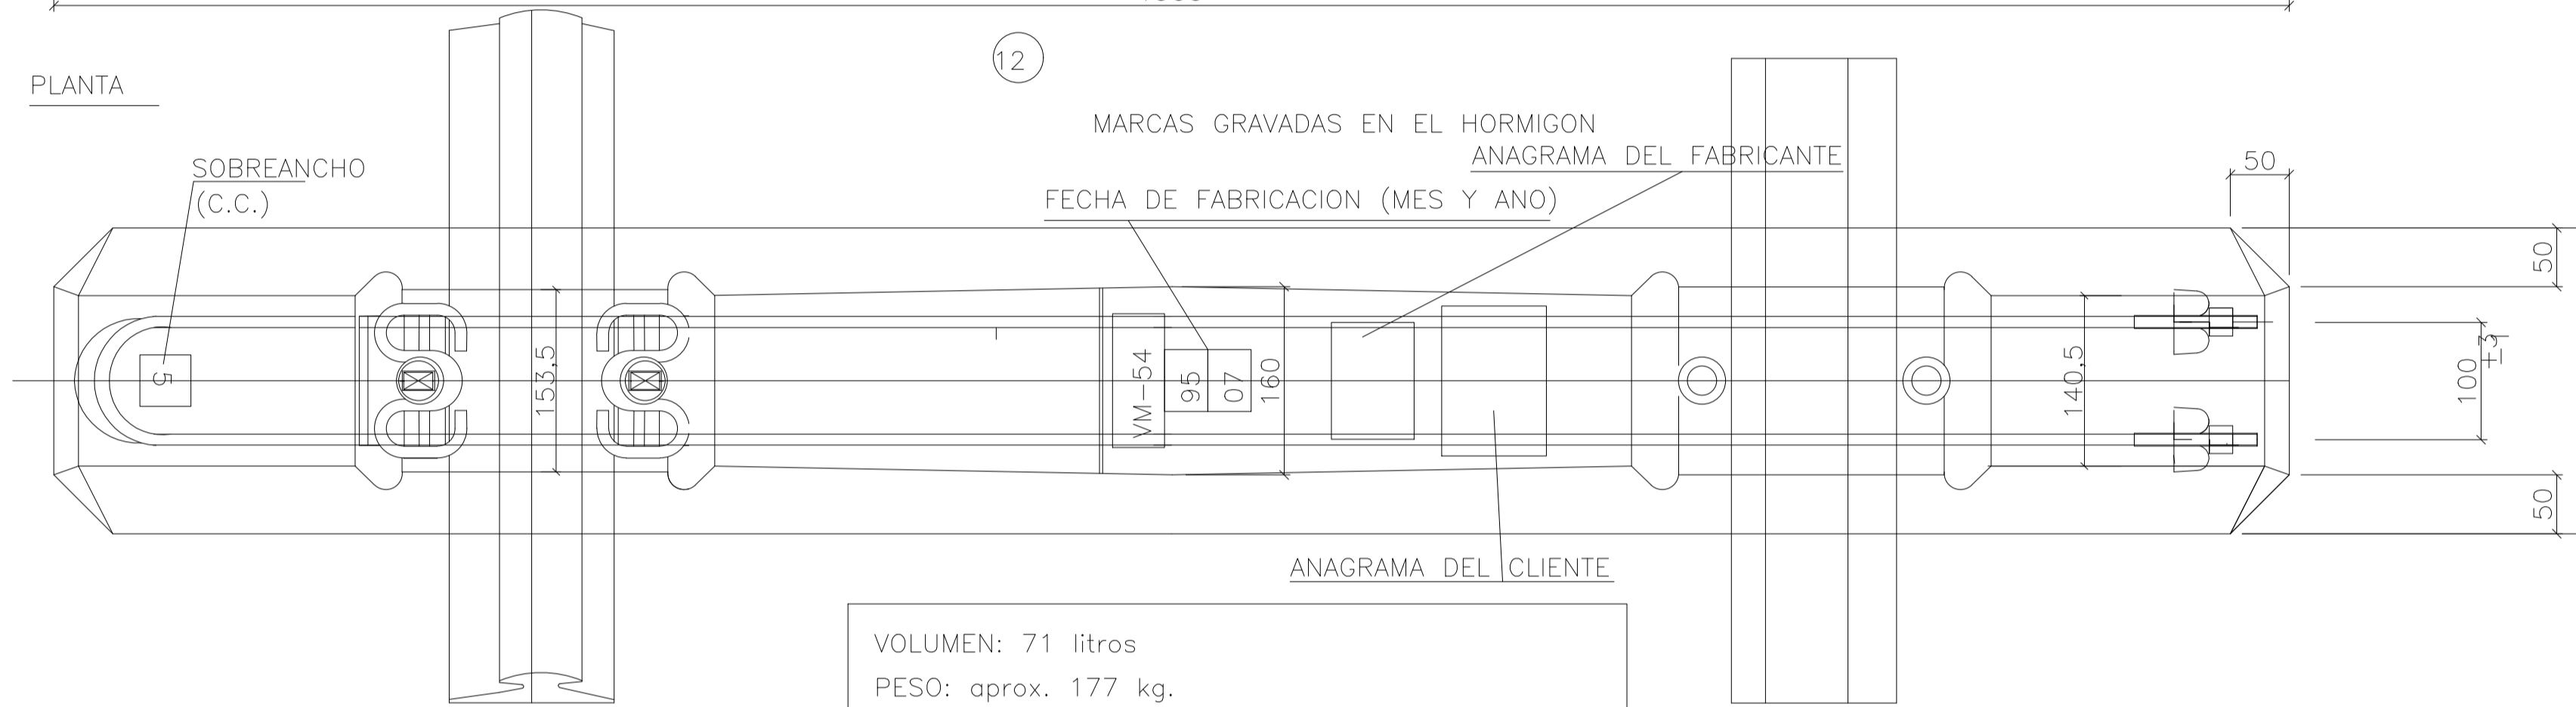 12
PLANTA
MARCAS GRAVADAS EN EL HORMIGON
ANAGRAMA DEL FABRICANTE
SOBREANCHO
(C.C.)
FECHA DE FABRICACION (MES Y ANO)
50
50
5
153,5
VM-54
95
07
160
140,5
100
+3
50
ANAGRAMA DEL CLIENTE
VOLUMEN: 71 litros
PESO: aprox. 177 kg.